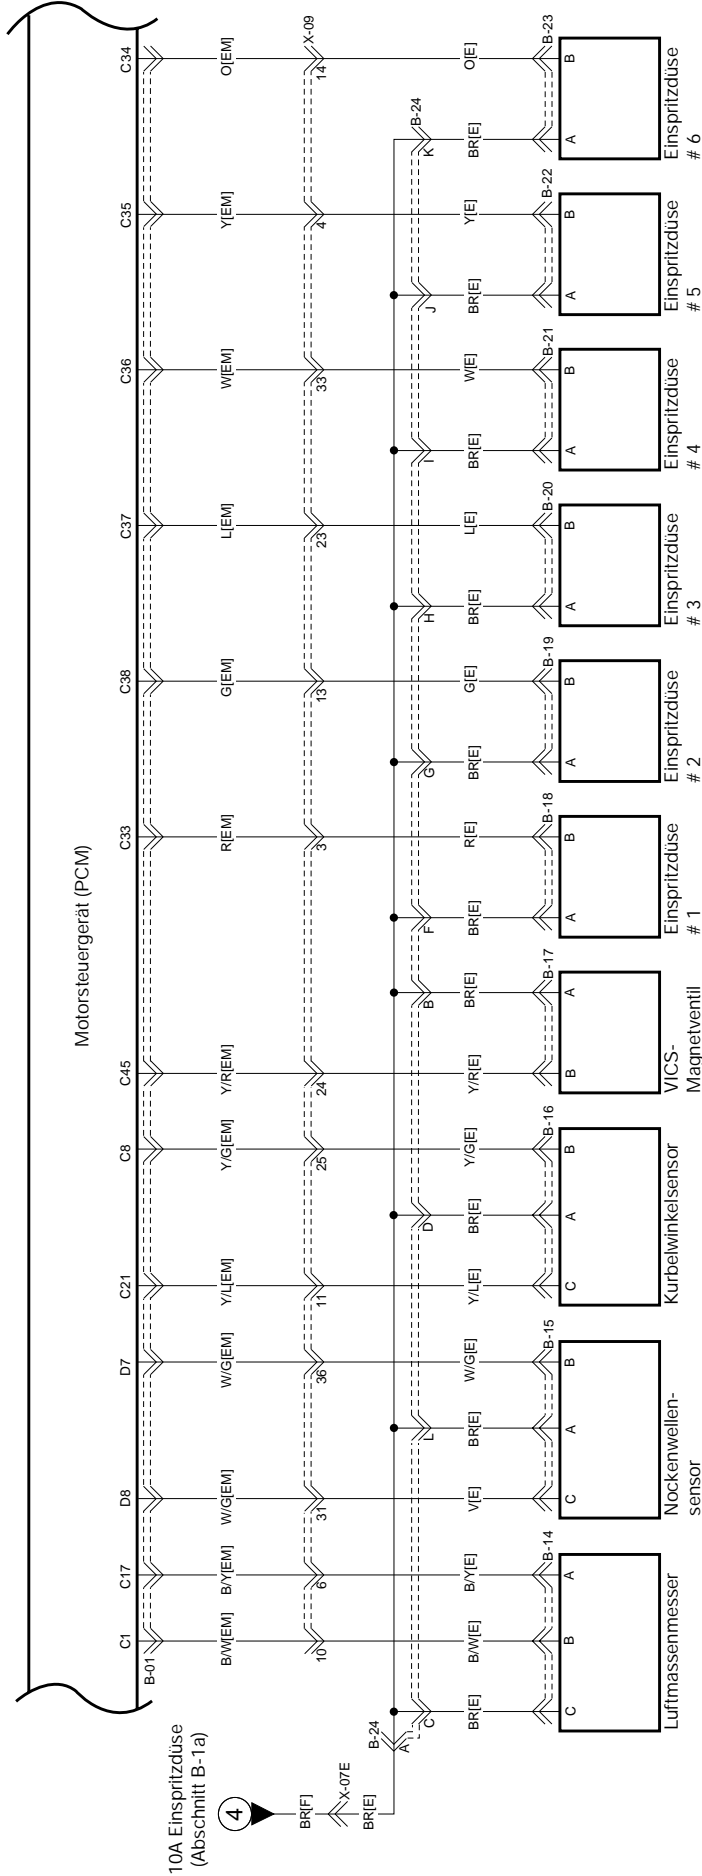 Motorsteuergerät (PCM)
10A Einspritzdüse
(Abschnitt B-1a)
4
BR[F]
X-07E
BR[E]
B-24
A
B-01
C1
C17
D8
D7
C21
C8
C45
C33
C38
C37
C36
C35
C34
B/W[EM]
B/Y[EM]
W/G[EM]
W/G[EM]
Y/L[EM]
Y/G[EM]
Y/R[EM]
R[EM]
G[EM]
L[EM]
W[EM]
Y[EM]
O[EM]
10
6
31
36
11
25
24
3
13
23
33
4
14
X-09
C
L
D
B
F
G
H
I
J
K
B-24
BR[E]
B/W[E]
B/Y[E]
V[E]
BR[E]
W/G[E]
Y/L[E]
BR[E]
Y/G[E]
Y/R[E]
BR[E]
BR[E]
R[E]
BR[E]
G[E]
BR[E]
L[E]
BR[E]
W[E]
BR[E]
Y[E]
BR[E]
O[E]
B-14
B-15
B-16
B-17
B-18
B-19
B-20
B-21
B-22
B-23
C
B
A
C
A
B
C
A
B
B
A
A
B
A
B
A
B
A
B
A
B
A
B
Luftmassenmesser
Nockenwellen-
sensor
Kurbelwinkelsensor
VICS-
Magnetventil
Einspritzdüse
# 1
Einspritzdüse
# 2
Einspritzdüse
# 3
Einspritzdüse
# 4
Einspritzdüse
# 5
Einspritzdüse
# 6